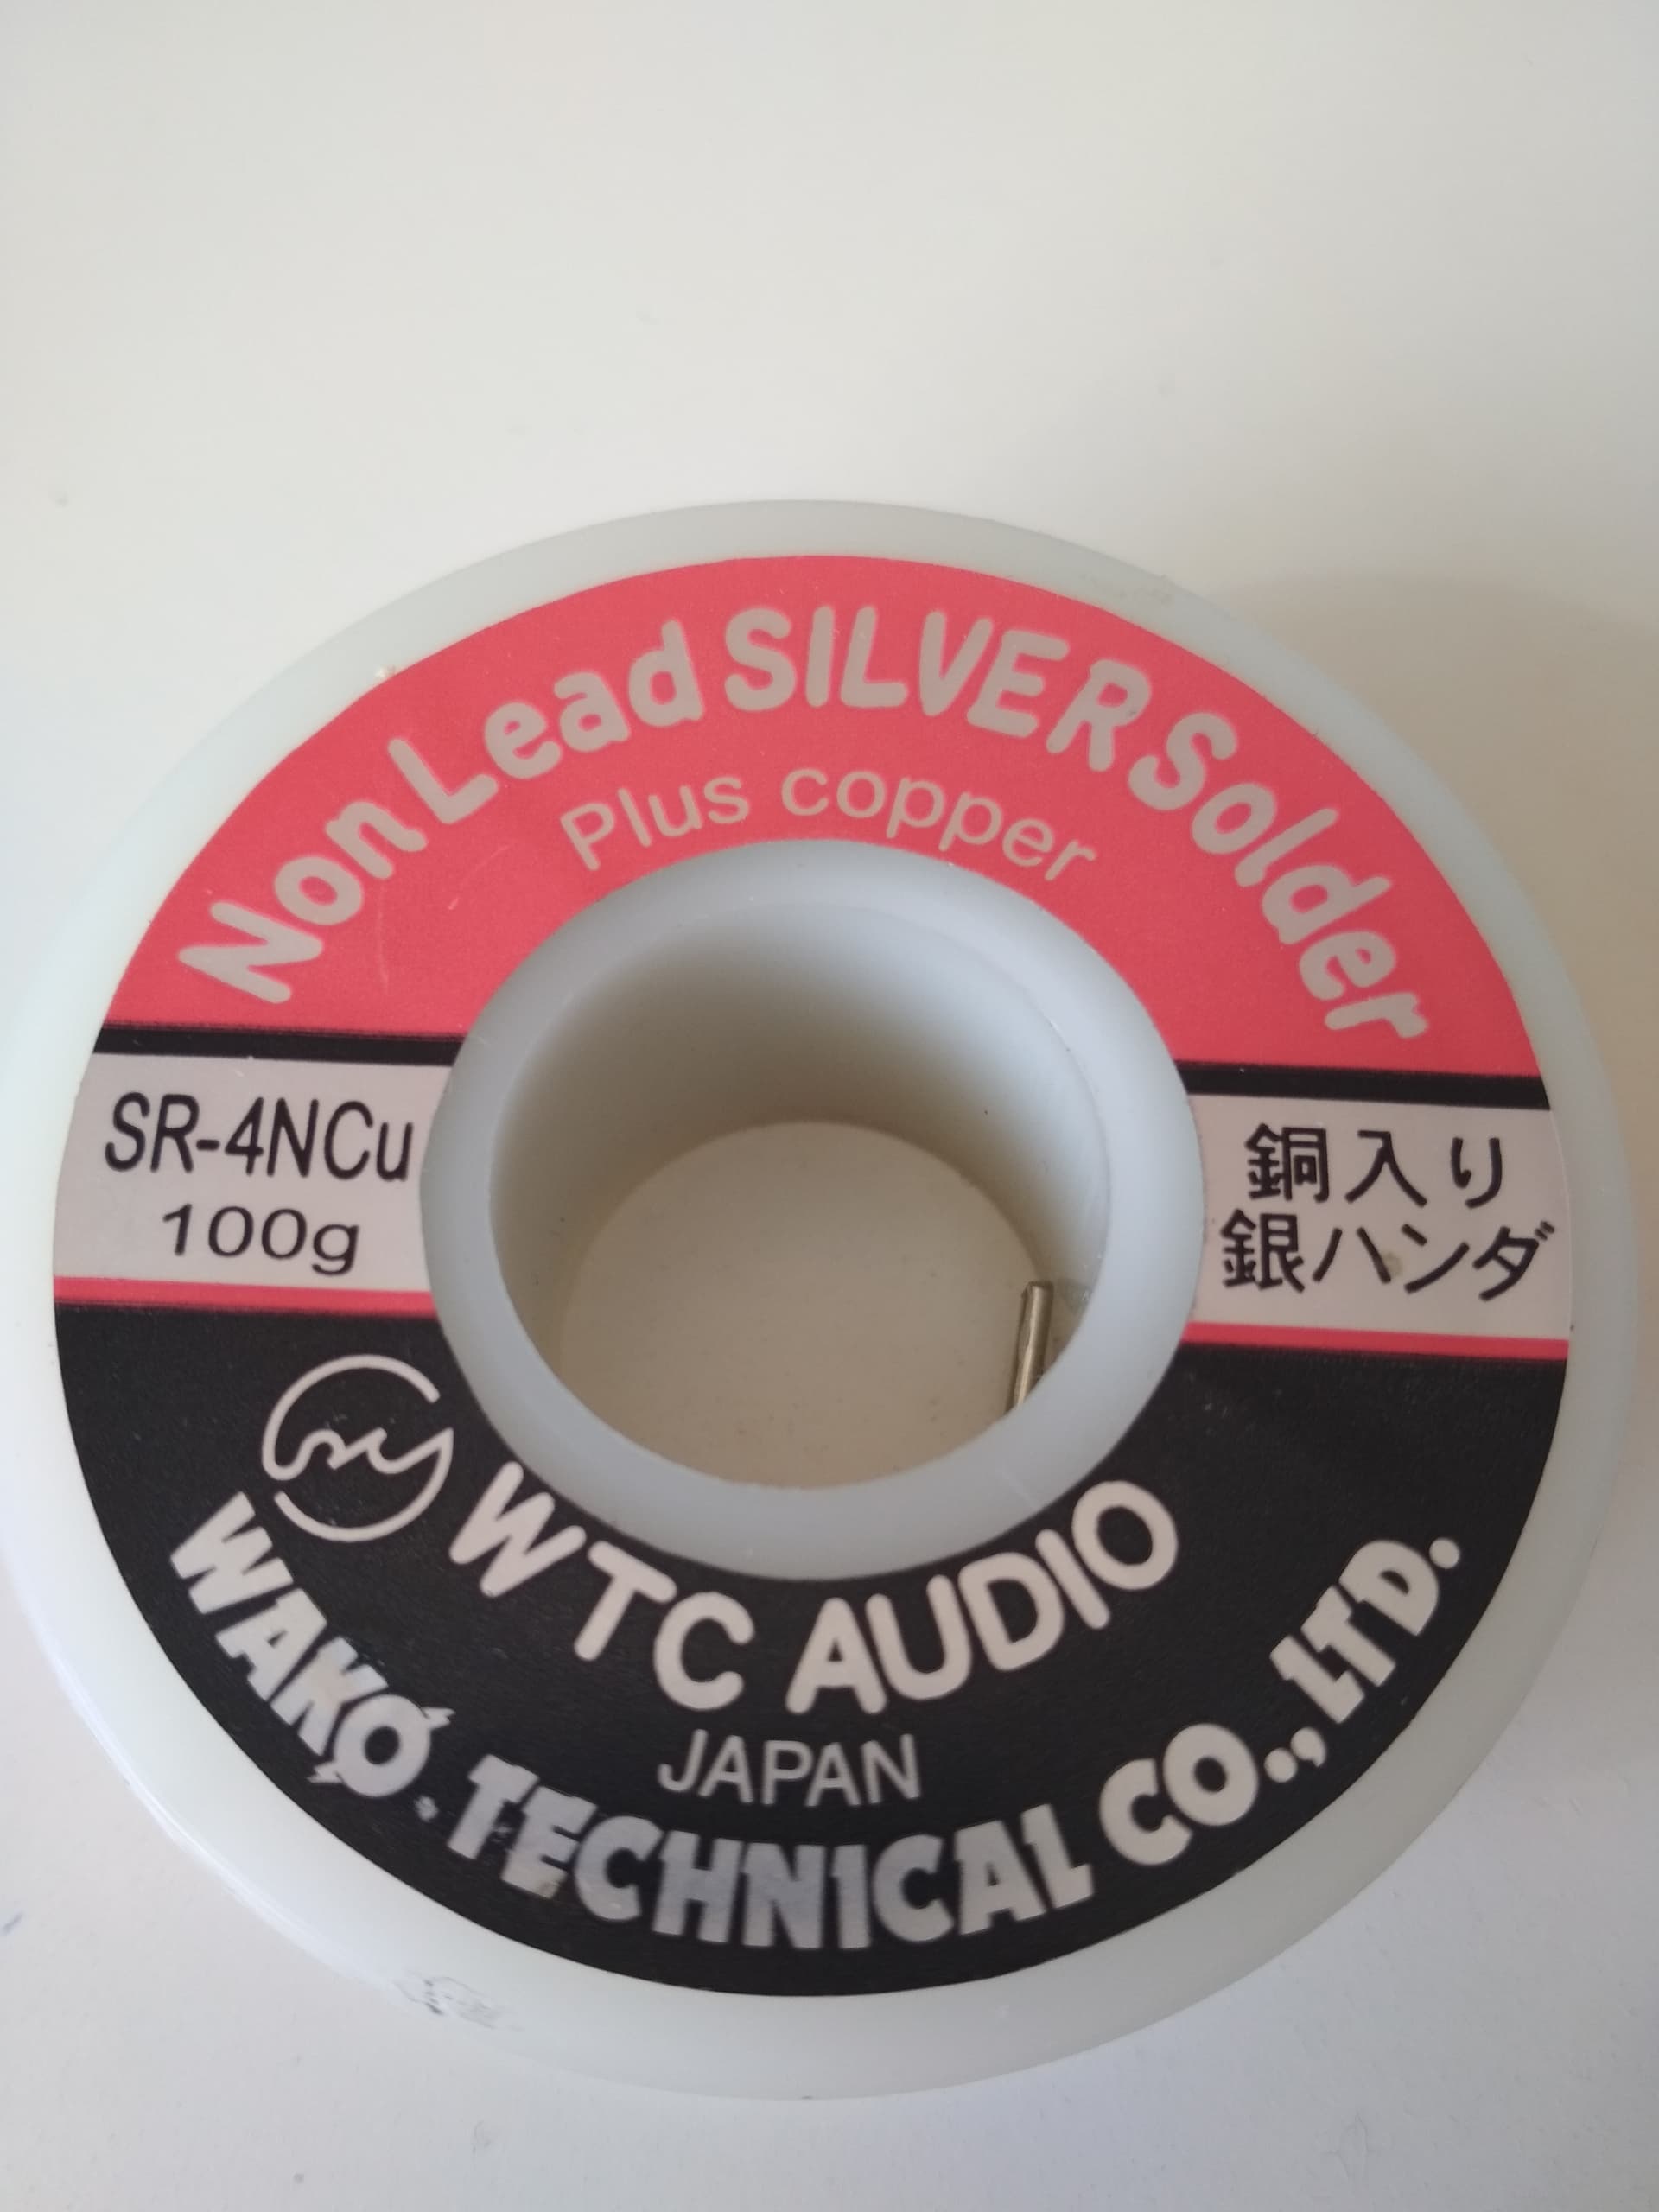 Non Lead SILVER Solder
Plus copper
SR-4NCu
100g
銅入り
銀ハンダ
WTC AUDIO
JAPAN
WAKO.TECHNICAL CO.,LTD.